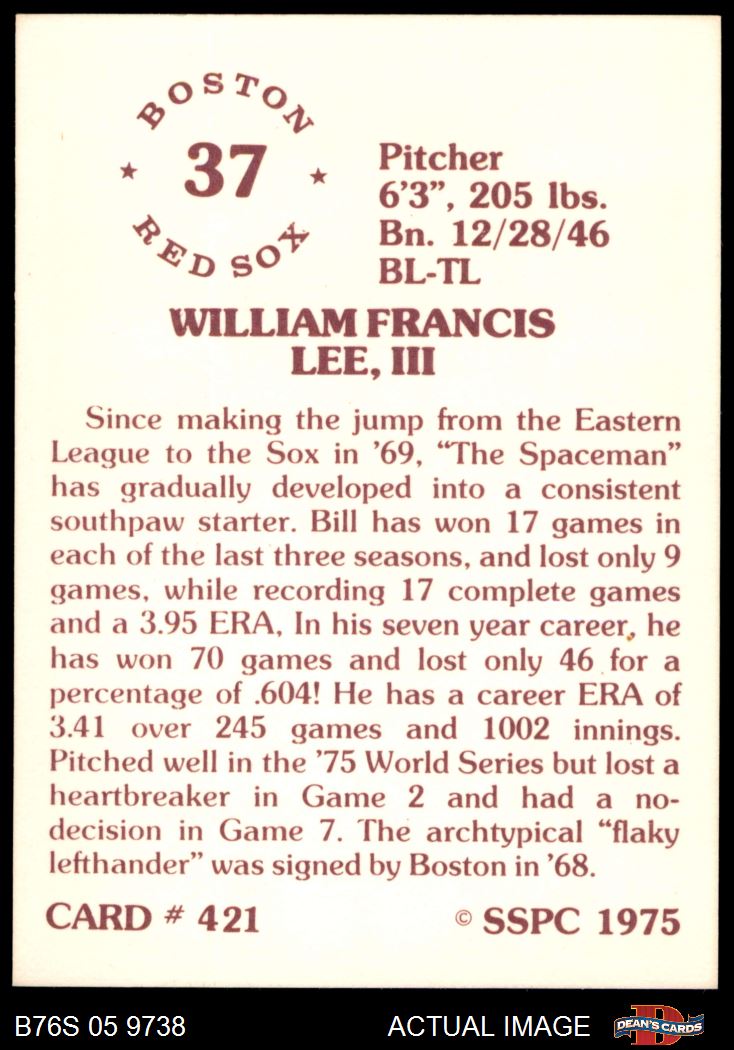 BOSTON
37
RED SOX
Pitcher
6'3", 205 lbs.
Bn. 12/28/46
BL-TL
WILLIAM FRANCIS
LEE, III
Since making the jump from the Eastern
League to the Sox in '69, "The Spaceman"
has gradually developed into a consistent
southpaw starter. Bill has won 17 games in
each of the last three seasons, and lost only 9
games, while recording 17 complete games
and a 3.95 ERA, In his seven year career, he
has won 70 games and lost only 46 for a
percentage of .604! He has a career ERA of
3.41 over 245 games and 1002 innings.
Pitched well in the '75 World Series but lost a
heartbreaker in Game 2 and had a no-
decision in Game 7. The archtypical "flaky
lefthander" was signed by Boston in '68.
CARD # 421
© SSPC 1975
B76S 05 9738
ACTUAL IMAGE
D
DEAN'S CARDS